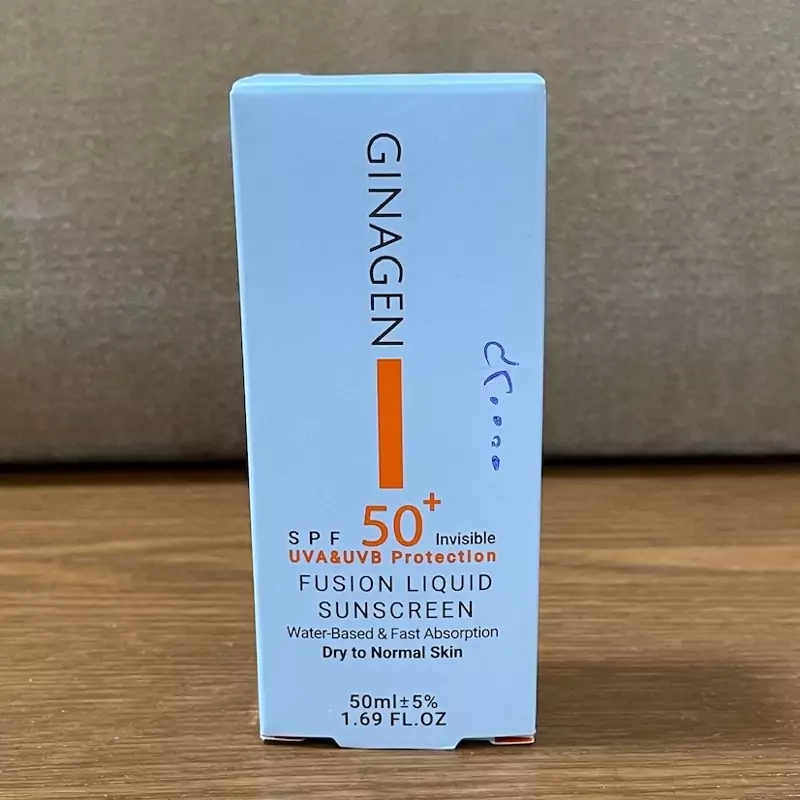 GINAGEN
SPF 50+ Invisible
UVA&UVB Protection
FUSION LIQUID
SUNSCREEN
Water-Based & Fast Absorption
Dry to Normal Skin
50ml±5%
1.69 FL.OZ